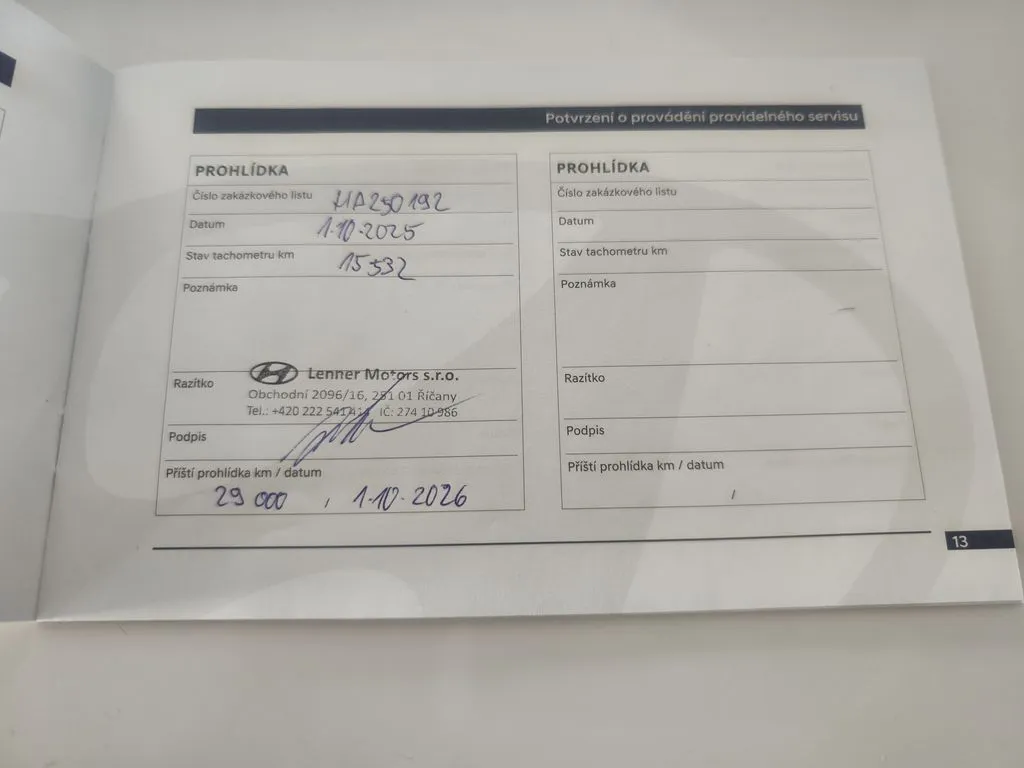 Potvrzení o provádění pravidelného servisu
PROHLÍDKA
Číslo zakázkového listu HA250192
Datum 1.10.2025
Stav tachometru km 15532
Poznámka
Razítko Lenner Motors s.r.o.
Obchodní 2096/16, 251 01 Říčany
Tel.: +420 222 541 411 IČ: 274 10 986
Podpis
Příští prohlídka km / datum
29 000 / 1.10.2026
PROHLÍDKA
Číslo zakázkového listu
Datum
Stav tachometru km
Poznámka
Razítko
Podpis
Příští prohlídka km / datum
/
13